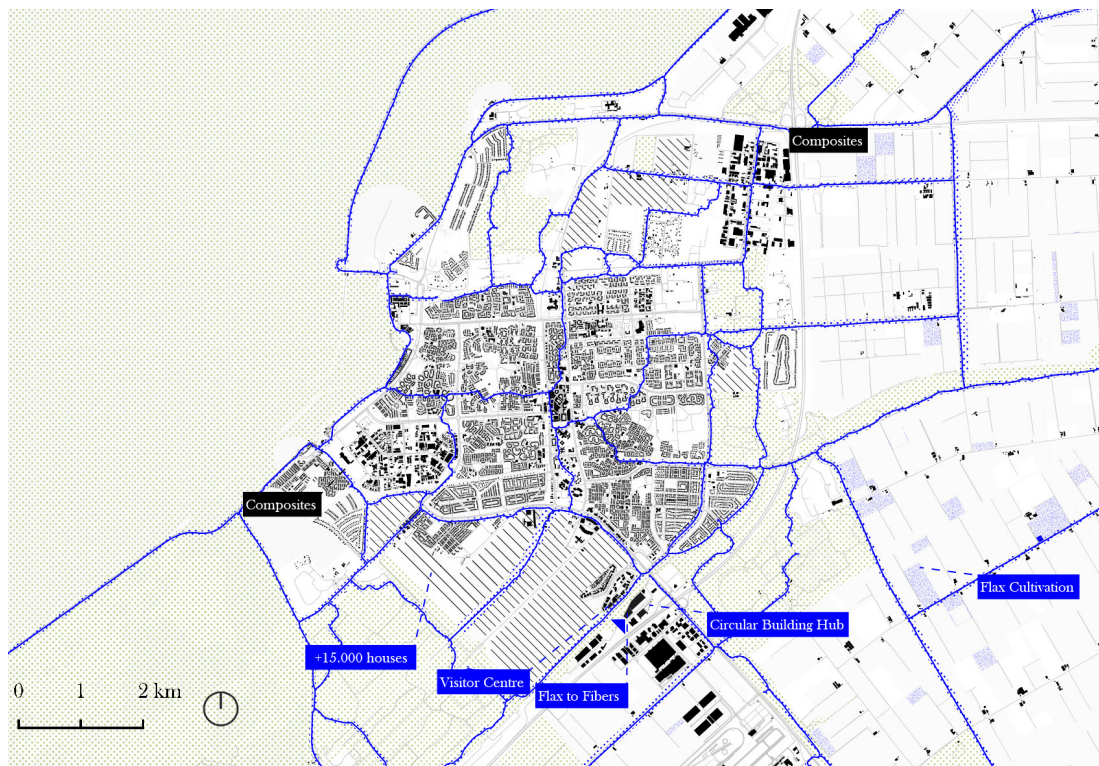 Composites
Composites
Flax Cultivation
Circular Building Hub
+15.000 houses
Visitor Centre
Flax to Fibers
0 1 2 km